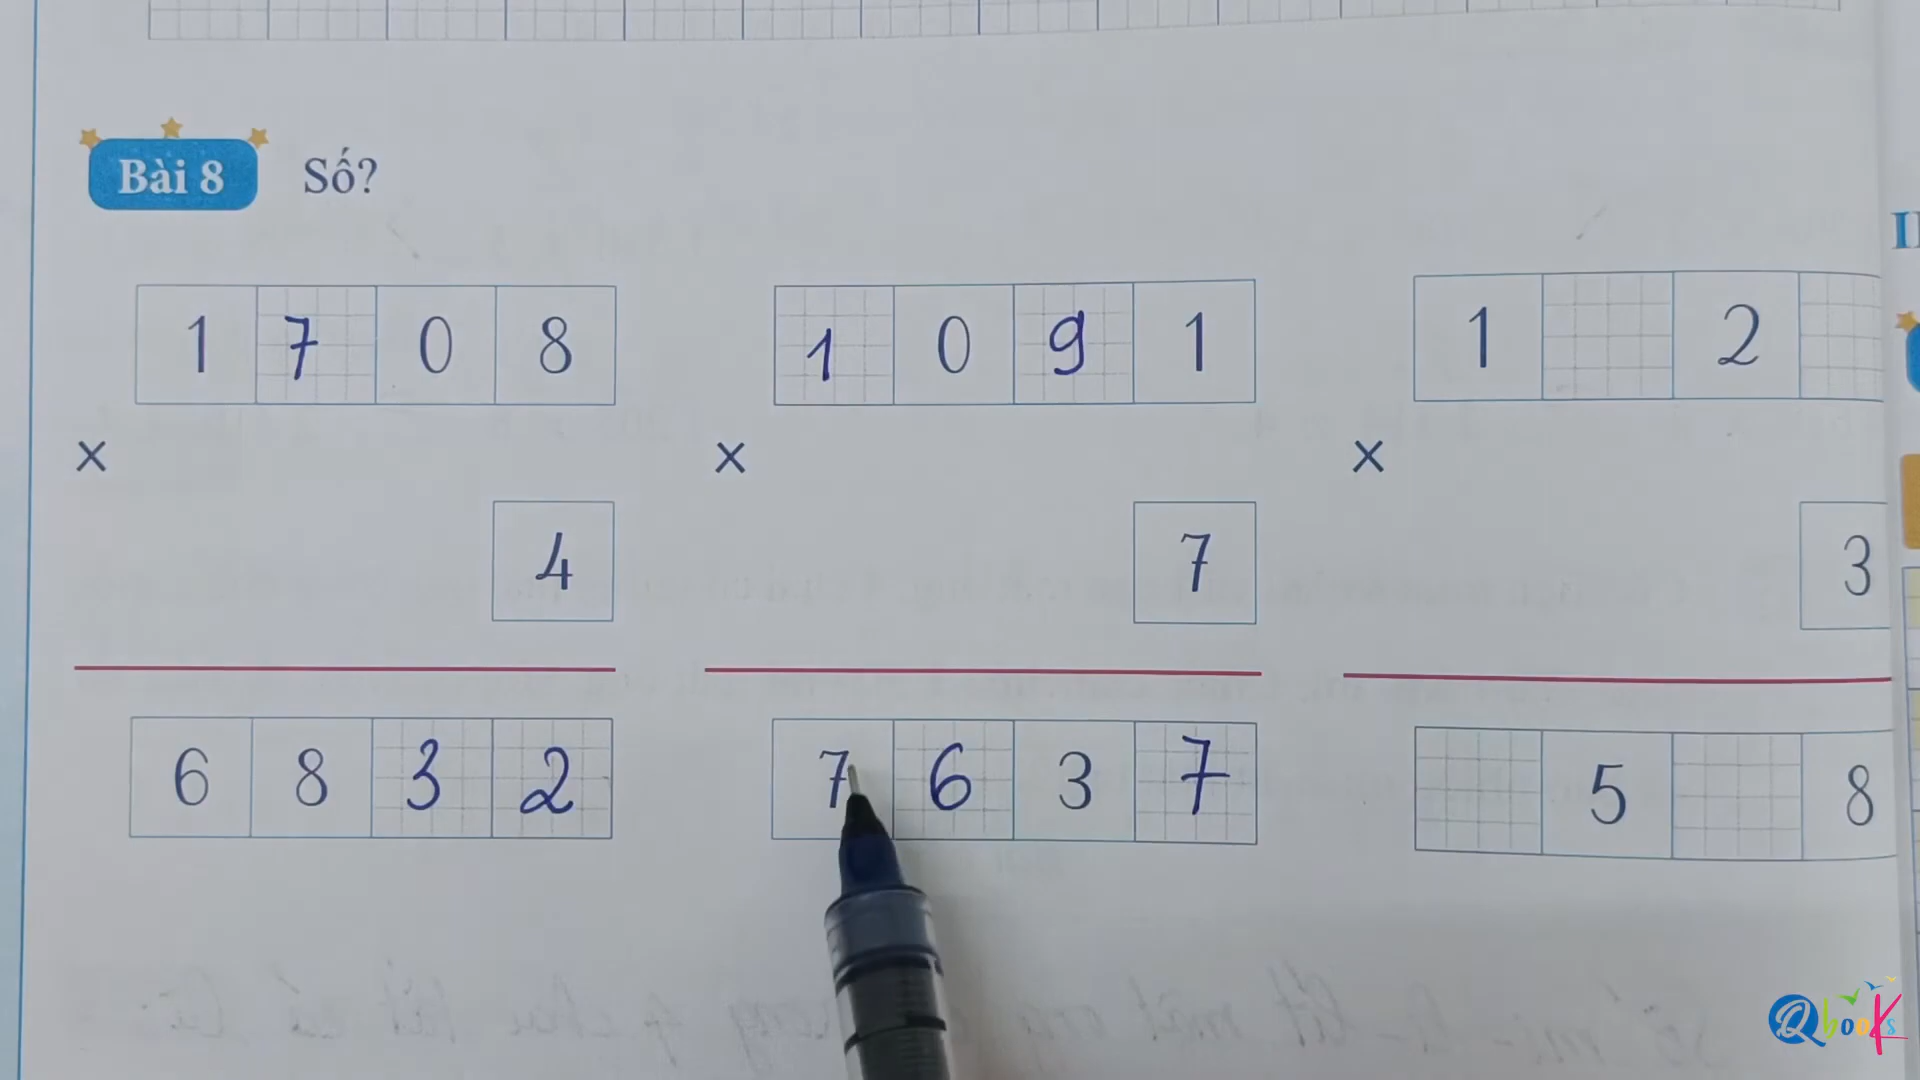 Bài 8 Số?
1 7 0 8
1 0 9 1
1 2
×
×
×
4
7
3
6 8 3 2
7 6 3 7
5 8
Qbooks